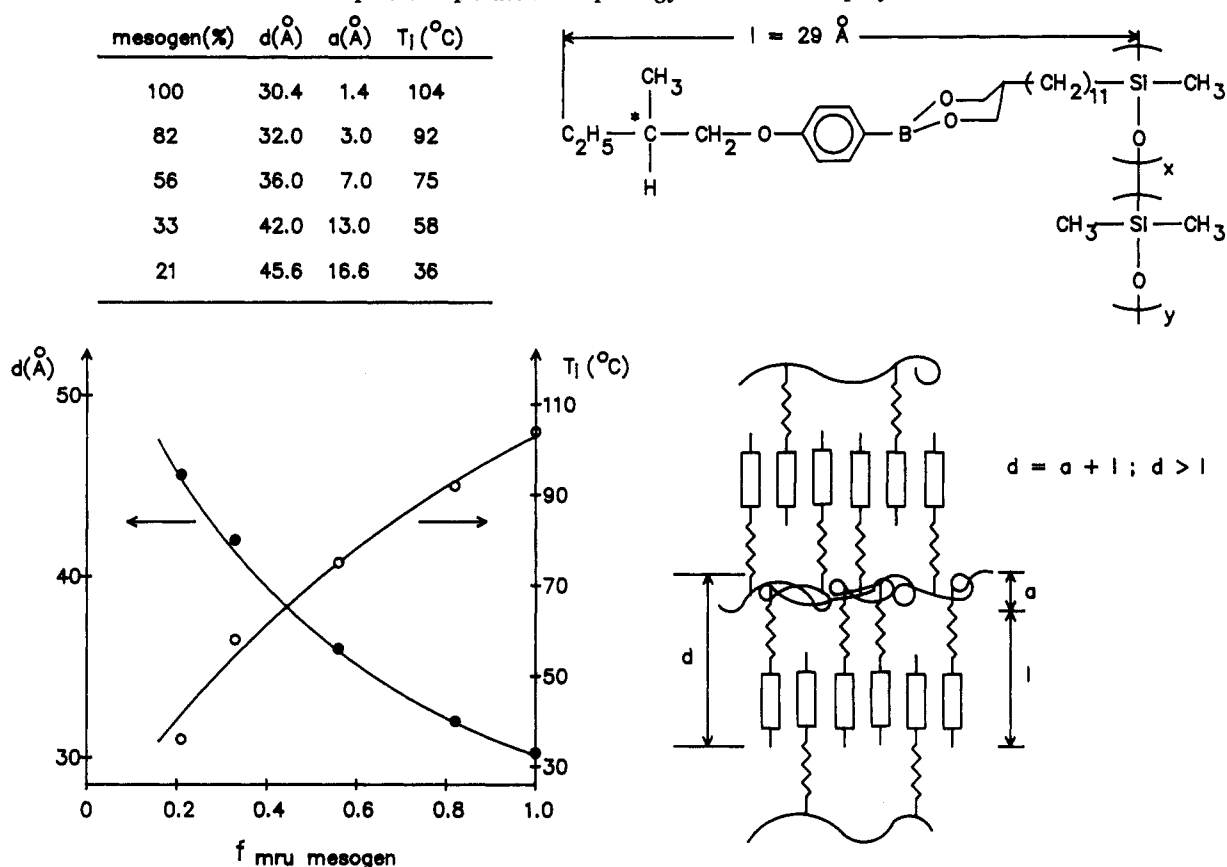 mesogen(%) d(Å) a(Å) Ti(°C)
100 30.4 1.4 104
82 32.0 3.0 92
56 36.0 7.0 75
33 42.0 13.0 58
21 45.6 16.6 36
l = 29 Å
CH3
C2H5 * C CH2 O B O O (CH2)11 Si CH3
H
O
x
CH3 Si CH3
O
y
d(Å)
50
40
30
0 0.2 0.4 0.6 0.8 1.0
f mru mesogen
Ti(°C)
110
90
70
50
30
d = a + l ; d > l
a
d
l